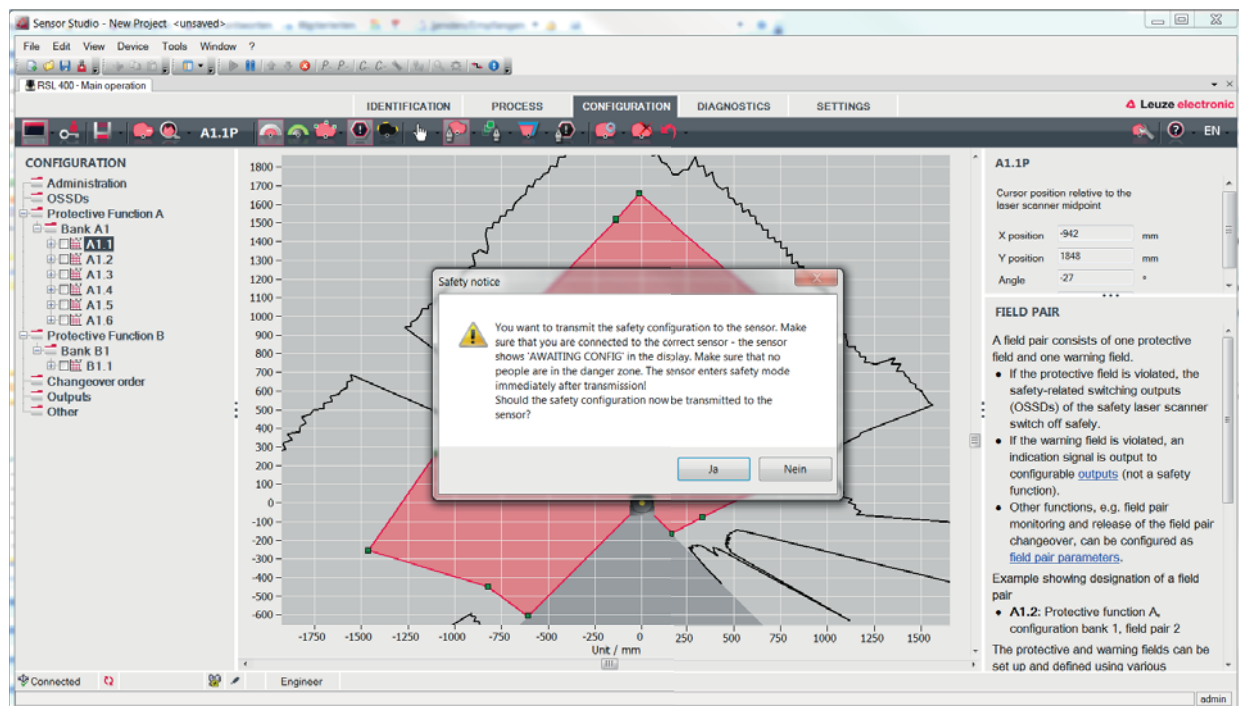 Sensor Studio - New Project <unsaved>
File Edit View Device Tools Window ?
RSL 400 - Main operation
IDENTIFICATION PROCESS CONFIGURATION DIAGNOSTICS SETTINGS
Leuze electronic
A1.1P
EN
CONFIGURATION
Administration
OSSDs
Protective Function A
Bank A1
A1.1
A1.2
A1.3
A1.4
A1.5
A1.6
Protective Function B
Bank B1
B1.1
Changeover order
Outputs
Other
1800
1700
1600
1500
1400
1300
1200
1100
1000
900
800
700
600
500
400
300
200
100
0
-100
-200
-300
-400
-500
-600
-1750 -1500 -1250 -1000 -750 -500 -250 0 250 500 750 1000 1250 1500
Unit / mm
Safety notice
You want to transmit the safety configuration to the sensor. Make
sure that you are connected to the correct sensor - the sensor
shows 'AWAITING CONFIG' in the display. Make sure that no
people are in the danger zone. The sensor enters safety mode
immediately after transmission!
Should the safety configuration now be transmitted to the
sensor?
Ja Nein
A1.1P
Cursor position relative to the
laser scanner midpoint
X position -942 mm
Y position 1848 mm
Angle -27 °
FIELD PAIR
A field pair consists of one protective
field and one warning field.
• If the protective field is violated, the
safety-related switching outputs
(OSSDs) of the safety laser scanner
switch off safely.
• If the warning field is violated, an
indication signal is output to
configurable outputs (not a safety
function).
• Other functions, e.g. field pair
monitoring and release of the field pair
changeover, can be configured as
field pair parameters.
Example showing designation of a field
pair
• A1.2: Protective function A,
configuration bank 1, field pair 2
The protective and warning fields can be
set up and defined using various
Connected Engineer
admin